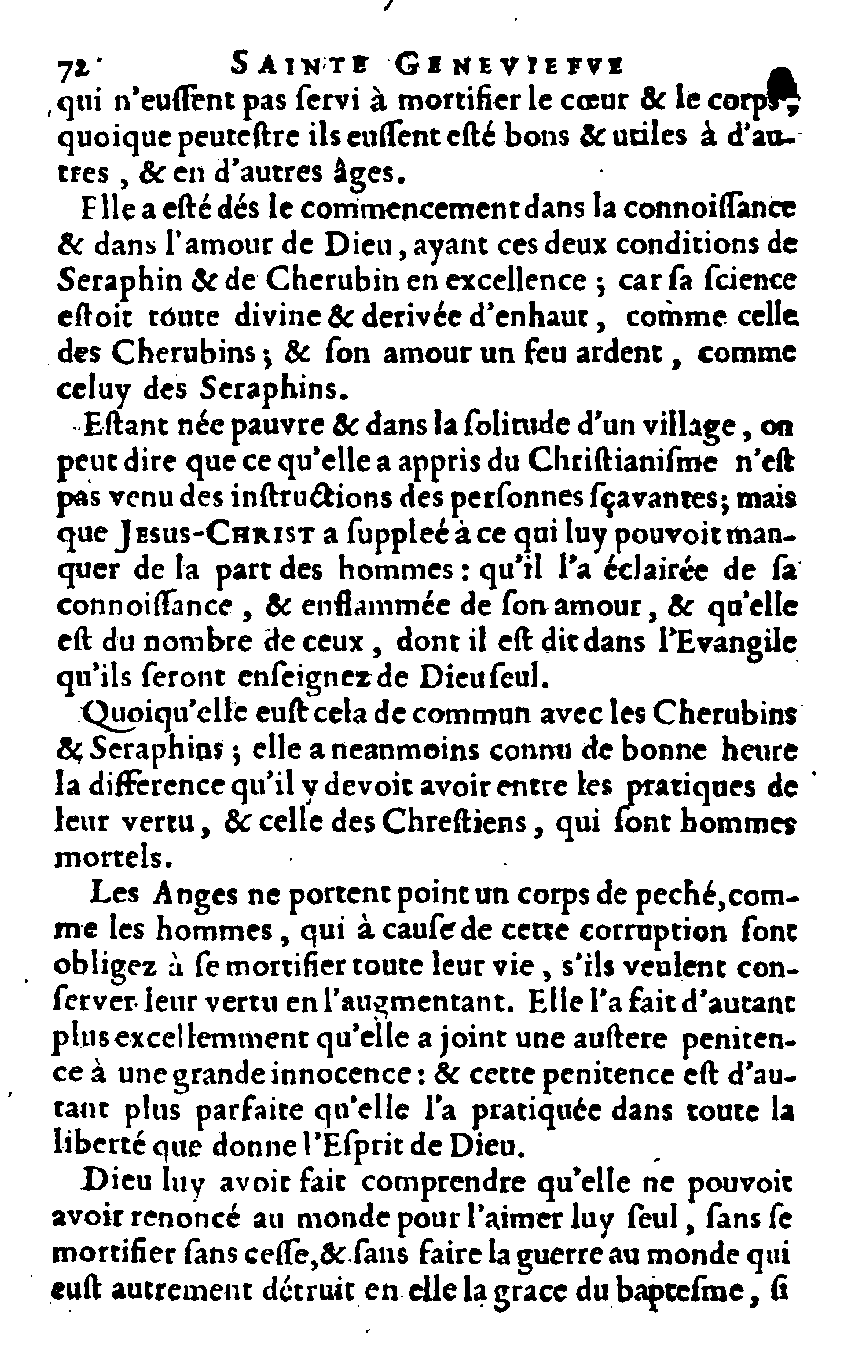 72 SAINTE GENEVIEFVE
qui n'euſſent pas ſervi à mortifier le cœur & le corps,
quoique peuteſtre ils euſſent eſté bons & utiles à d'au-
tres, & en d'autres âges.
Elle a eſté dés le commencement dans la connoiſſance
& dans l'amour de Dieu, ayant ces deux conditions de
Seraphin & de Cherubin en excellence ; car ſa ſcience
eſtoit toute divine & derivée d'enhaut, comme celle
des Cherubins ; & ſon amour un feu ardent, comme
celuy des Seraphins.
Eſtant née pauvre & dans la ſolitude d'un village, on
peut dire que ce qu'elle a appris du Chriſtianiſme n'eſt
pas venu des inſtructions des perſonnes ſçavantes ; mais
que JESUS-CHRIST a ſuppleé à ce qui luy pouvoit man-
quer de la part des hommes : qu'il l'a éclairée de ſa
connoiſſance, & enflammée de ſon amour, & qu'elle
eſt du nombre de ceux, dont il eſt dit dans l'Evangile
qu'ils ſeront enſeignez de Dieu ſeul.
Quoiqu'elle euſt cela de commun avec les Cherubins
& Seraphins ; elle a neanmoins connu de bonne heure
la difference qu'il y devoit avoir entre les pratiques de
leur vertu, & celle des Chreſtiens, qui ſont hommes
mortels.
Les Anges ne portent point un corps de peché, com-
me les hommes, qui à cauſe de cette corruption ſont
obligez à ſe mortifier toute leur vie, s'ils veulent con-
ſerver leur vertu en l'augmentant. Elle l'a fait d'autant
plus excellemment qu'elle a joint une auſtere peniten-
ce à une grande innocence : & cette penitence eſt d'au-
tant plus parfaite qu'elle l'a pratiquée dans toute la
liberté que donne l'Eſprit de Dieu.
Dieu luy avoit fait comprendre qu'elle ne pouvoit
avoir renoncé au monde pour l'aimer luy ſeul, ſans ſe
mortifier ſans ceſſe, & ſans faire la guerre au monde qui
euſt autrement détruit en elle la grace du bapteſme, ſi